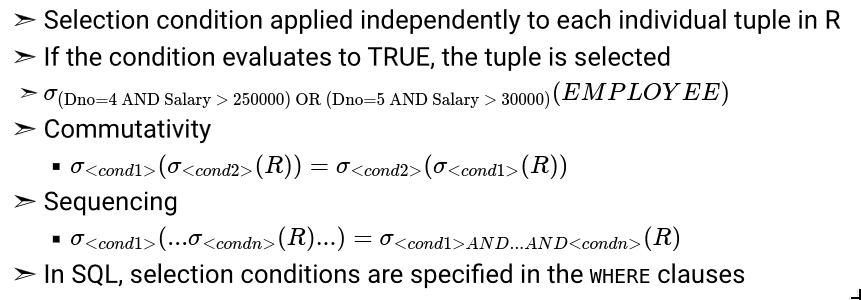 ➣ Selection condition applied independently to each individual tuple in R
➣ If the condition evaluates to TRUE, the tuple is selected
➣ σ(Dno=4 AND Salary > 250000) OR (Dno=5 AND Salary > 30000)(EMPLOYEE)
➣ Commutativity
▪ σ<cond1>(σ<cond2>(R)) = σ<cond2>(σ<cond1>(R))
➣ Sequencing
▪ σ<cond1>(...σ<condn>(R)...) = σ<cond1>AND...AND<condn>(R)
➣ In SQL, selection conditions are specified in the WHERE clauses